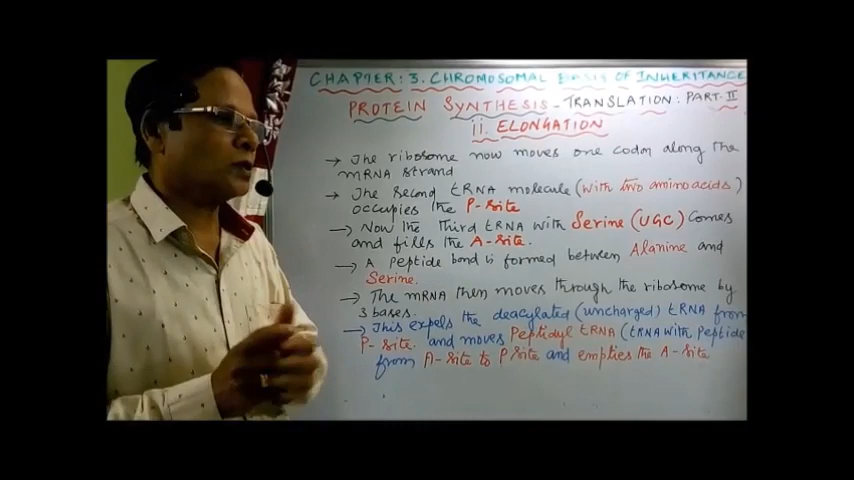 CHAPTER: 3. CHROMOSOMAL BASIS OF INHERITANCE
PROTEIN SYNTHESIS - TRANSLATION: PART-II
ii. ELONGATION
→ The ribosome now moves one codon along the
mRNA strand
→ The second tRNA molecule (with two amino acids)
occupies the P-site
→ Now the third tRNA with Serine (UGC) comes
and fills the A-site.
→ A peptide bond is formed between Alanine and
Serine.
→ The mRNA then moves through the ribosome by
3 bases.
→ This expels the deacylated (uncharged) tRNA from
P-site. and moves Peptidyl tRNA (tRNA with Peptide
from A-site to P site and empties the A-site